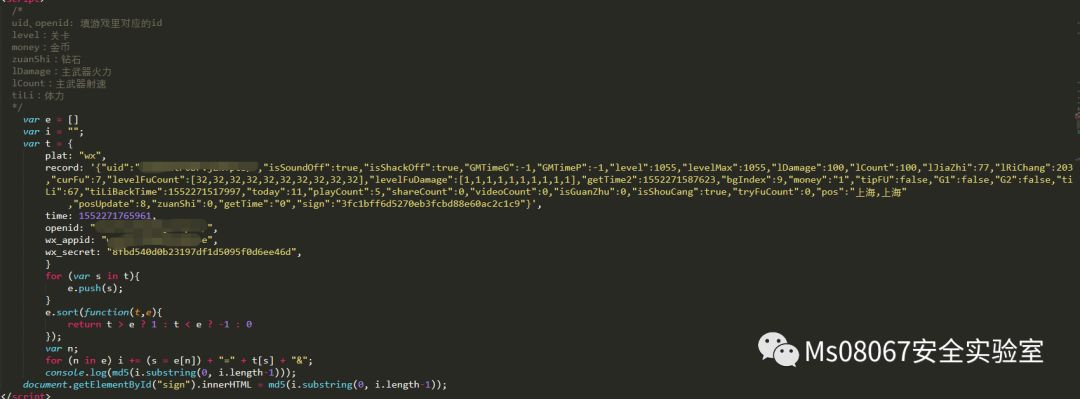 <script>
/*
uid、openid: 填游戏里对应的id
level：关卡
money：金币
zuanShi：钻石
lDamage：主武器火力
lCount：主武器射速
tiLi：体力
*/
var e = []
var i = "";
var t = {
plat: "wx",
record: '{"uid":" ","isSoundOff":true,"isShackOff":true,"GMTimeG":-1,"GMTimeP":-1,"level":1055,"levelMax":1055,"lDamage":100,"lCount":100,"lJiaZhi":77,"lRiChang":203
,"curFu":7,"levelFuCount":[32,32,32,32,32,32,32,32,32],"levelFuDamage":[1,1,1,1,1,1,1,1,1],"getTime2":1552271587623,"bgIndex":9,"money":"1","tipFU":false,"G1":false,"G2":false,"ti
Li":67,"tiLiBackTime":1552271517997,"today":11,"playCount":5,"shareCount":0,"videoCount":0,"isGuanZhu":0,"isShouCang":true,"tryFuCount":0,"pos":"上海,上海"
,"posUpdate":8,"zuanShi":0,"getTime":"0","sign":"3fc1bff6d5270eb3fcbd88e60ac2c1c9"}',
time: 1552271765961,
openid: " ",
wx_appid: " e",
wx_secret: "8fbd540d0b23197df1d5095f0d6ee46d",
}
for (var s in t){
e.push(s);
}
e.sort(function(t,e){
return t > e ? 1 : t < e ? -1 : 0
});
var n;
for (n in e) i += (s = e[n]) + "=" + t[s] + "&";
console.log(md5(i.substring(0, i.length-1)));
document.getElementById("sign").innerHTML = md5(i.substring(0, i.length-1));
</script>
Ms08067安全实验室